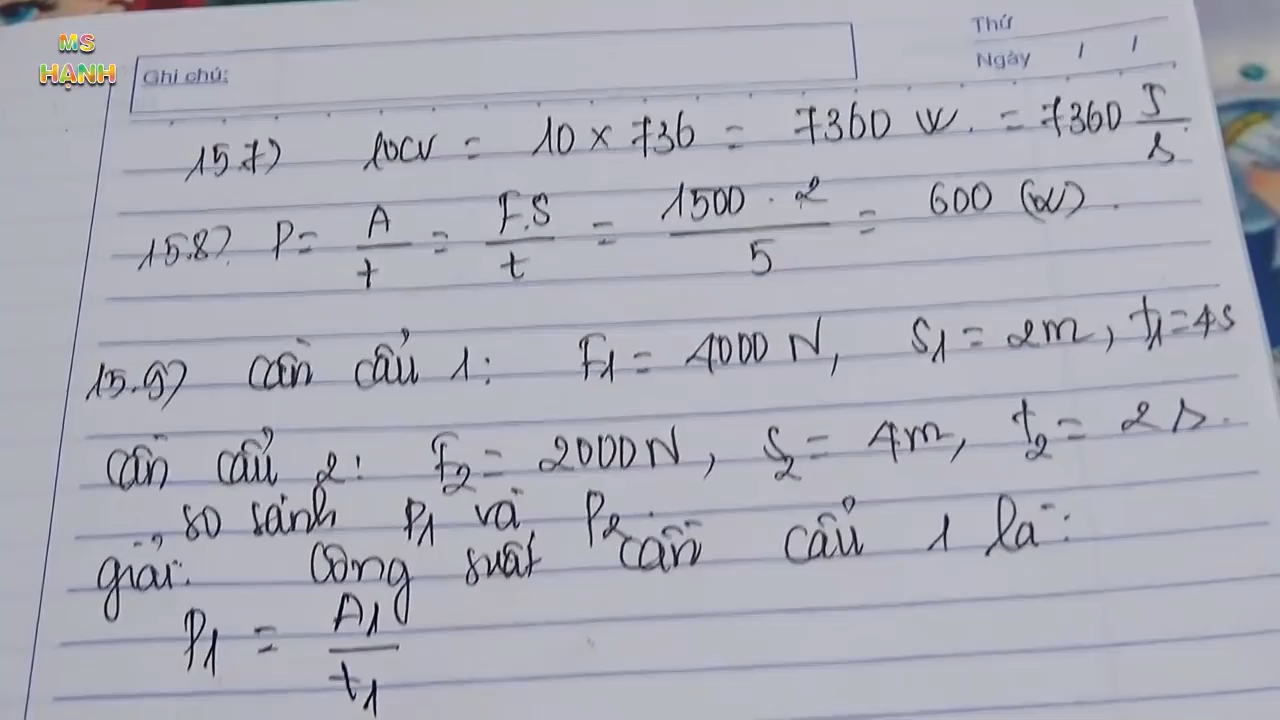 MS
HẠNH
Ghi chú:
Thứ
Ngày / /
15.7) 10CV = 10 × 736 = 7360 W. = 7360 J/s
15.8) P = A/t = F.S/t = 1500 . 2/5 = 600 (W).
15.9) Cần cẩu 1: F1 = 4000 N, S1 = 2m, t1 = 4s
Cần cẩu 2: F2 = 2000N, S2 = 4m, t2 = 2s.
so sánh P1 và P2.
giải: Công suất cần cẩu 1 là:
P1 = A1/t1